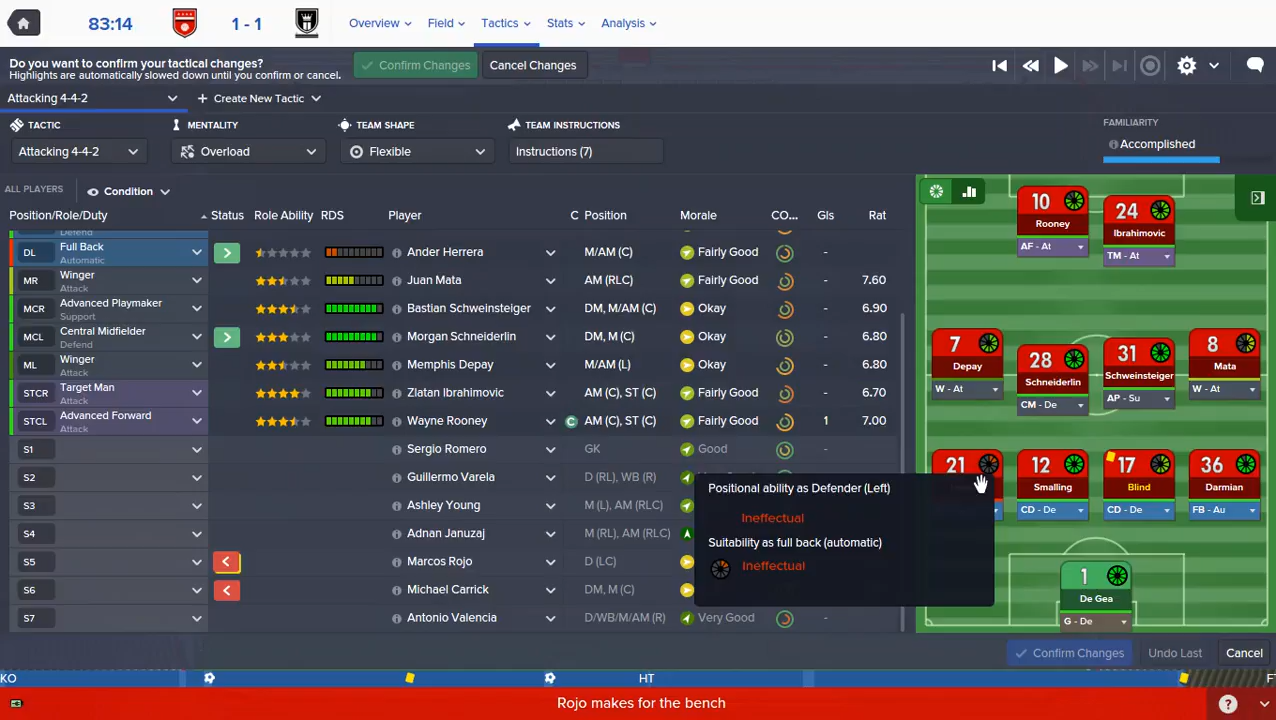 83:14
1 - 1
Overview
Field
Tactics
Stats
Analysis
Do you want to confirm your tactical changes?
Highlights are automatically slowed down until you confirm or cancel.
Confirm Changes
Cancel Changes
Attacking 4-4-2
Create New Tactic
TACTIC
MENTALITY
TEAM SHAPE
TEAM INSTRUCTIONS
FAMILIARITY
Attacking 4-4-2
Overload
Flexible
Instructions (7)
Accomplished
ALL PLAYERS
Condition
Position/Role/Duty Status Role Ability RDS Player C Position Morale CO... Gls Rat
Defend
DL Full Back Automatic Ander Herrera M/AM (C) Fairly Good -
MR Winger Attack Juan Mata AM (RLC) Fairly Good - 7.60
MCR Advanced Playmaker Support Bastian Schweinsteiger DM, M/AM (C) Okay - 6.90
MCL Central Midfielder Defend Morgan Schneiderlin DM, M (C) Okay - 6.80
ML Winger Attack Memphis Depay M/AM (L) Okay - 6.80
STCR Target Man Attack Zlatan Ibrahimovic AM (C), ST (C) Fairly Good - 6.70
STCL Advanced Forward Attack Wayne Rooney C AM (C), ST (C) Fairly Good 1 7.00
S1 Sergio Romero GK Good -
S2 Guillermo Varela D (RL), WB (R)
S3 Ashley Young M (L), AM (RLC)
S4 Adnan Januzaj M (RL), AM (RLC)
S5 Marcos Rojo D (LC)
S6 Michael Carrick DM, M (C)
S7 Antonio Valencia D/WB/M/AM (R) Very Good -
Positional ability as Defender (Left)
Ineffectual
Suitability as full back (automatic)
Ineffectual
10
Rooney
AF - At
24
Ibrahimovic
TM - At
7
Depay
W - At
28
Schneiderlin
CM - De
31
Schweinsteiger
AP - Su
8
Mata
W - At
21
12
Smalling
CD - De
17
Blind
CD - De
36
Darmian
FB - Au
1
De Gea
G - De
Confirm Changes
Undo Last
Cancel
KO
HT
FT
Rojo makes for the bench
?